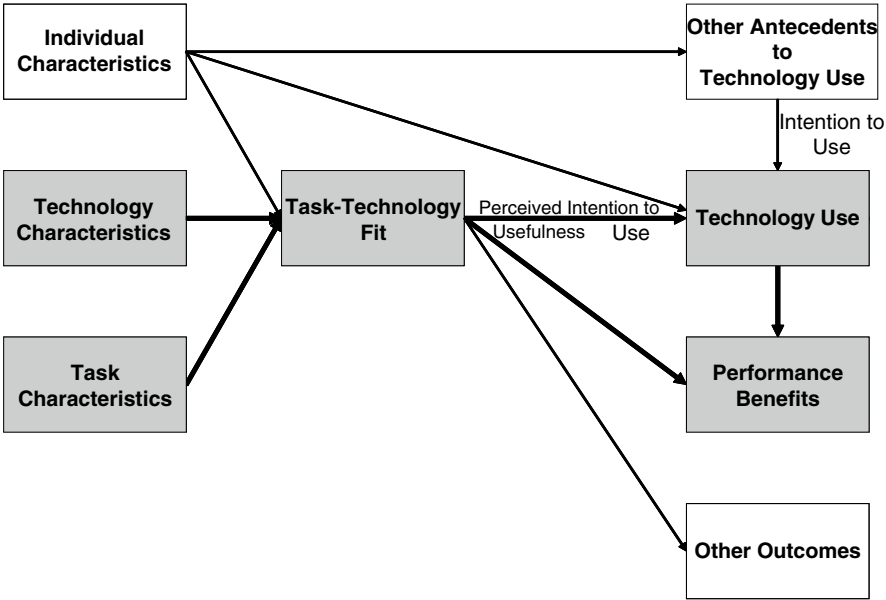 Individual
Characteristics
Other Antecedents
to
Technology Use
Intention to
Use
Technology
Characteristics
Task-Technology
Fit
Perceived Intention to
Usefulness Use
Technology Use
Task
Characteristics
Performance
Benefits
Other Outcomes